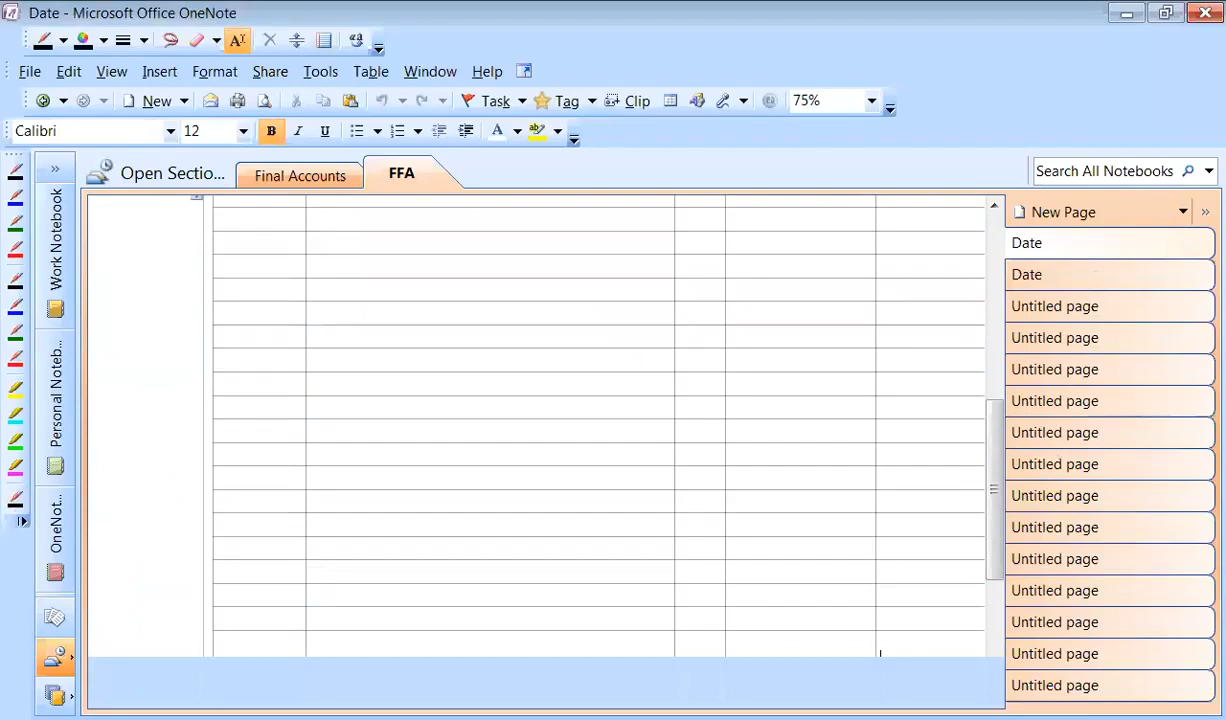 Date - Microsoft Office OneNote
File Edit View Insert Format Share Tools Table Window Help
New Task Tag Clip 75%
Calibri 12 B I U A
Open Sectio... Final Accounts FFA Search All Notebooks
New Page
Date
Date
Untitled page
Untitled page
Untitled page
Untitled page
Untitled page
Untitled page
Untitled page
Untitled page
Untitled page
Untitled page
Untitled page
Untitled page
Untitled page
Work Notebook
Personal Noteb...
OneNot...